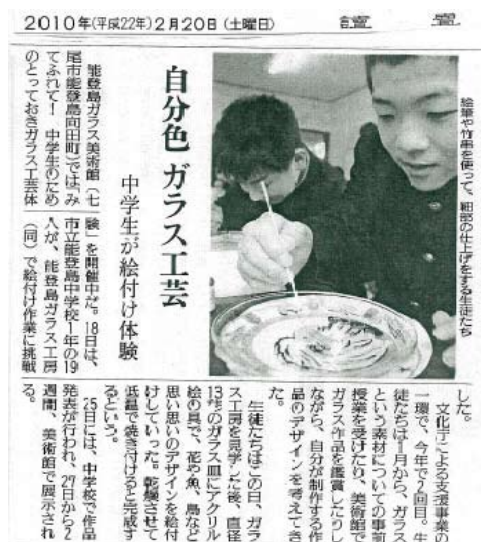 2010年(平成22年)2月20日(土曜日)
讀賣
絵筆や竹串を使って、細部の仕上げをする生徒たち
自分色 ガラス工芸
中学生が絵付け体験
能登島ガラス美術館(七
尾市能登島向田町)では「み
てふれて! 中学生のため
のとっておきガラス工芸体
験」を開催中だ。18日は、
市立能登島中学校1年の19
人が、能登島ガラス工房
(同)で絵付け作業に挑戦
した。
文化庁による支援事業の
一環で、今年で2回目。生
徒たちは1月から、ガラス
という素材についての事前
授業を受けたり、美術館で
ガラス作品を鑑賞したりし
ながら、自分が制作する作
品のデザインを考えてき
た。
生徒たちはこの日、ガラ
ス工房を見学した後、直径
13㌢のガラス皿にアクリル
絵の具で、花や魚、鳥など
思い思いのデザインを絵付
けしていった。乾燥させて
低温で焼き付けると完成す
るという。
25日には、中学校で作品
発表が行われ、27日から2
週間、美術館で展示され
る。